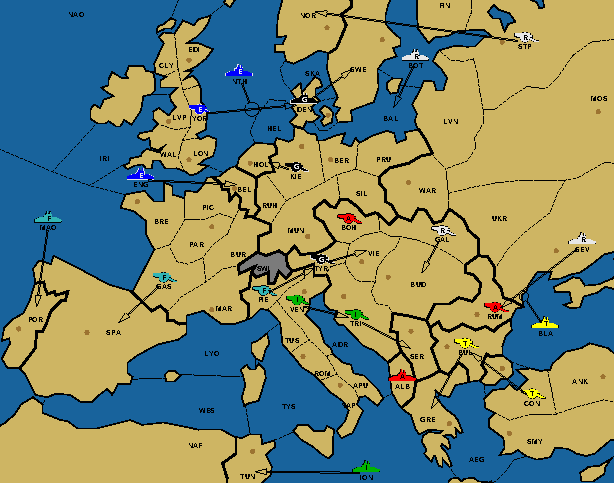 NAO
NOR
FIN
R
STP
EDI
SWE
R
BOT
CLY
E
NTH
SKA
MOS
G
DEN
E
YOR
LVP
BAL
LVN
HEL
IRI
WAL
LON
HOL
G
KIE
BER
PRU
E
ENG
BEL
SIL
WAR
RUH
PIC
F
MAO
BRE
A
BOH
UKR
MUN
R
GAL
R
SEV
PAR
BUR
SWI
G
TYR
VIE
F
GAS
BUD
F
PIE
I
VEN
A
RUM
POR
SPA
MAR
I
TRI
T
BLA
TUS
ADR
T
BUL
LYO
SER
ROM
APU
A
ALB
ANK
T
CON
WES
TYS
NAP
GRE
NAF
SMY
AEG
TUN
I
ION